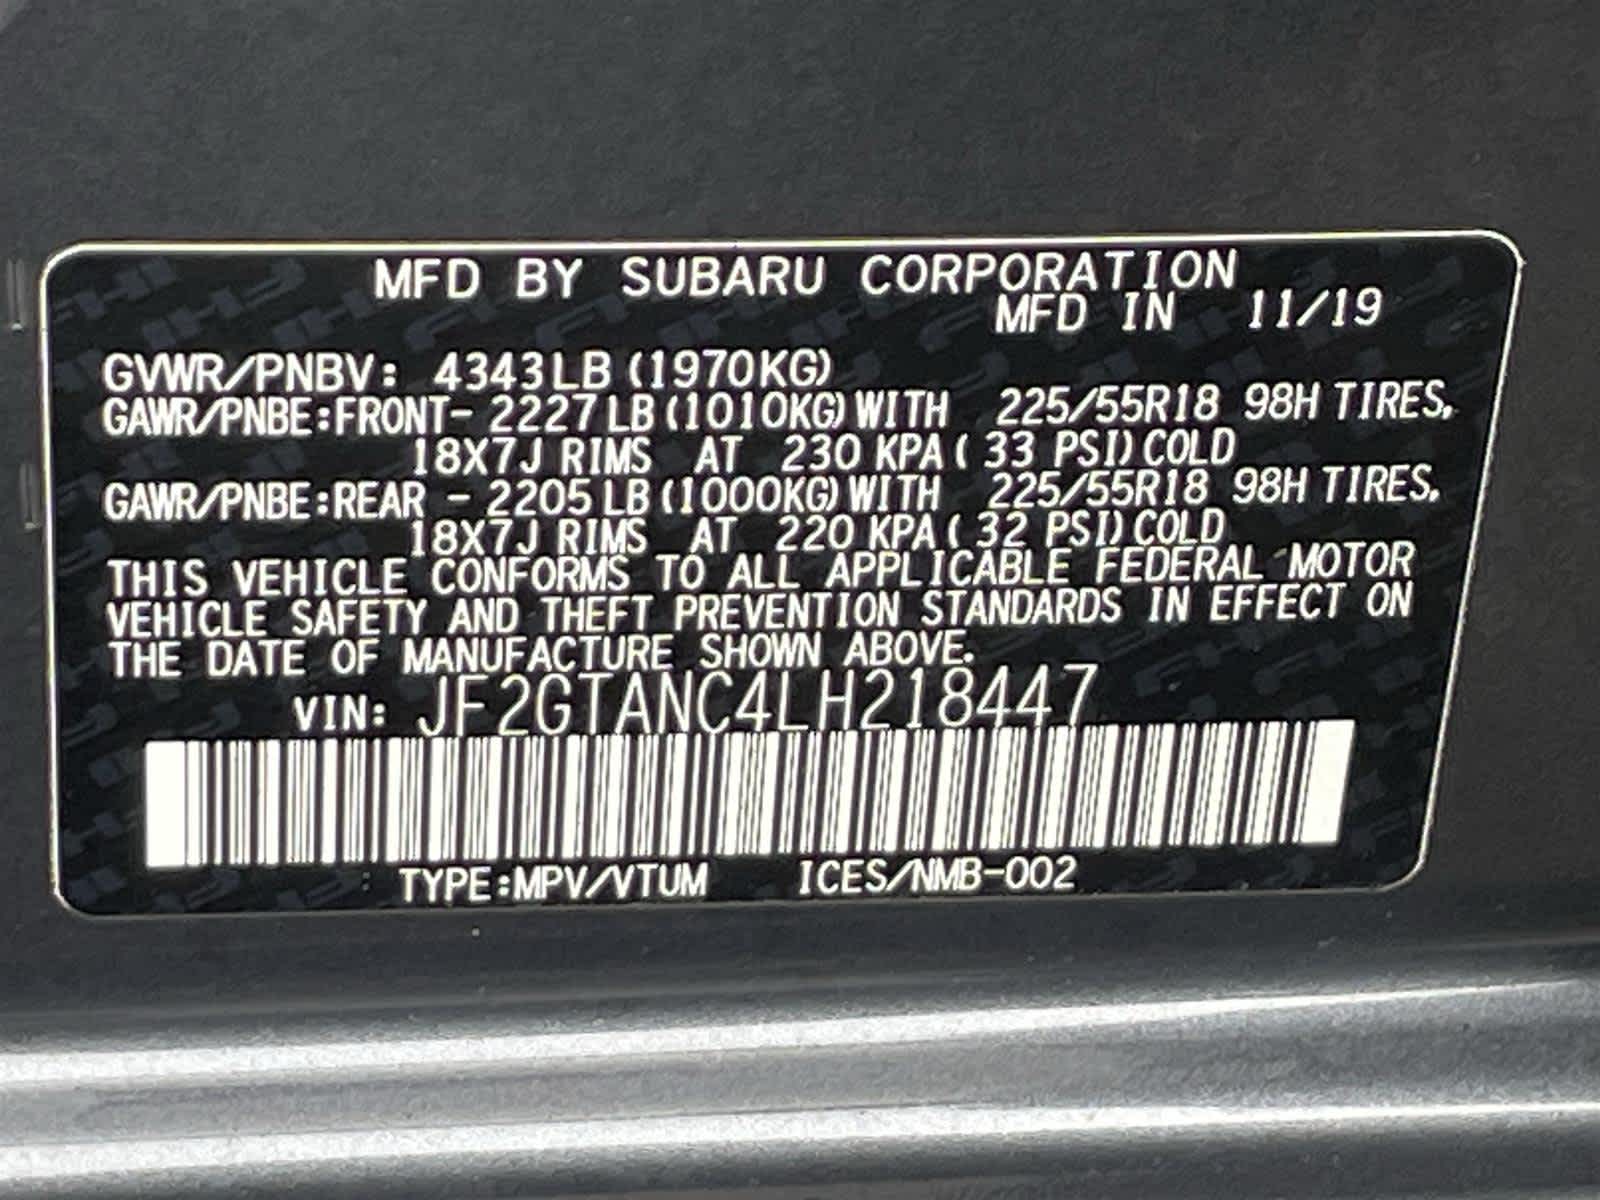 MFD BY SUBARU CORPORATION
MFD IN 11/19
GVWR/PNBV: 4343LB (1970KG)
GAWR/PNBE:FRONT- 2227LB(1010KG)WITH 225/55R18 98H TIRES,
18X7J RIMS AT 230 KPA( 33 PSI)COLD
GAWR/PNBE:REAR - 2205LB(1000KG)WITH 225/55R18 98H TIRES,
18X7J RIMS AT 220 KPA( 32 PSI)COLD
THIS VEHICLE CONFORMS TO ALL APPLICABLE FEDERAL MOTOR
VEHICLE SAFETY AND THEFT PREVENTION STANDARDS IN EFFECT ON
THE DATE OF MANUFACTURE SHOWN ABOVE.
VIN: JF2GTANC4LH218447
TYPE:MPV/VTUM ICES/NMB-002